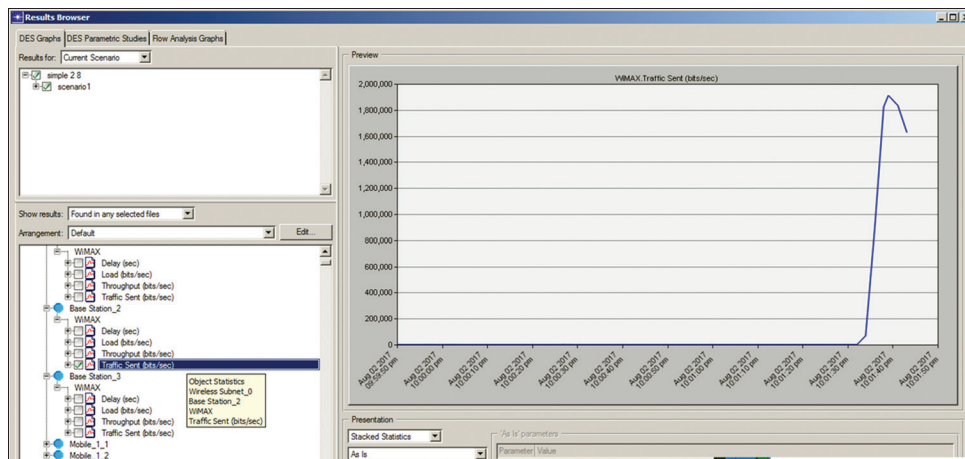 Results Browser
DES Graphs DES Parametric Studies Flow Analysis Graphs
Results for: Current Scenario
simple 2 8
scenario1
Show results: Found in any selected files
Arrangement: Default Edit...
WiMAX
Delay (sec)
Load (bits/sec)
Throughput (bits/sec)
Traffic Sent (bits/sec)
Base Station_2
WiMAX
Delay (sec)
Load (bits/sec)
Throughput (bits/sec)
Traffic Sent (bits/sec)
Base Station_3
WiMAX
Delay (sec)
Load (bits/sec)
Throughput (bits/sec)
Traffic Sent (bits/sec)
Mobile_1_1
Mobile_1_2
Object Statistics
Wireless Subnet_0
Base Station_2
WiMAX
Traffic Sent (bits/sec)
Preview
WiMAX.Traffic Sent (bits/sec)
2,000,000
1,800,000
1,600,000
1,400,000
1,200,000
1,000,000
800,000
600,000
400,000
200,000
0
Aug 02 2017 09:59:50 pm
Aug 02 2017 10:00:00 pm
Aug 02 2017 10:00:10 pm
Aug 02 2017 10:00:20 pm
Aug 02 2017 10:00:30 pm
Aug 02 2017 10:00:40 pm
Aug 02 2017 10:00:50 pm
Aug 02 2017 10:01:00 pm
Aug 02 2017 10:01:10 pm
Aug 02 2017 10:01:20 pm
Aug 02 2017 10:01:30 pm
Aug 02 2017 10:01:40 pm
Aug 02 2017 10:01:50 pm
Presentation
Stacked Statistics
As Is
'As Is' parameters
Parameter Value